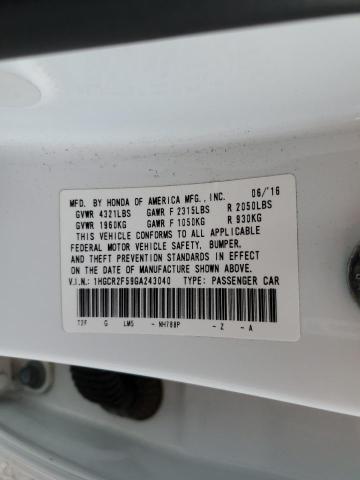 MFD. BY HONDA OF AMERICA MFG., INC. 06/16
GVWR 4321LBS GAWR F 2315LBS R 2050LBS
GVWR 1960KG GAWR F 1050KG R 930KG
THIS VEHICLE CONFORMS TO ALL APPLICABLE
FEDERAL MOTOR VEHICLE SAFETY, BUMPER,
AND THEFT PREVENTION STANDARDS IN EFFECT
ON THE DATE OF MANUFACTURE SHOWN ABOVE.
V.I.N.: 1HGCR2F59GA243040 TYPE: PASSENGER CAR
T2F G LM5 - NH788P - Z - A